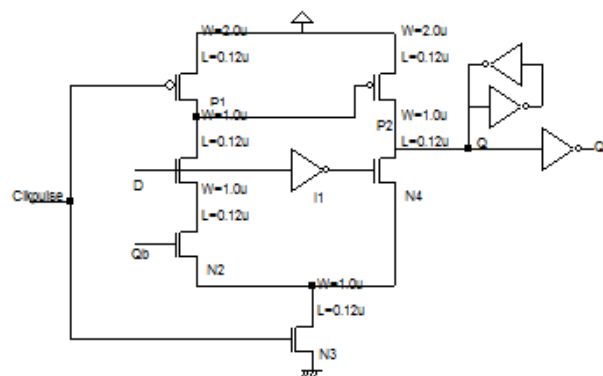 W=2.0u W=2.0u
L=0.12u L=0.12u
P1
W=1.0u W=1.0u
P2
L=0.12u L=0.12u Q Q
D
W=1.0u I1 N4
Clkpulse
L=0.12u
Qb
N2
W=1.0u
L=0.12u
N3